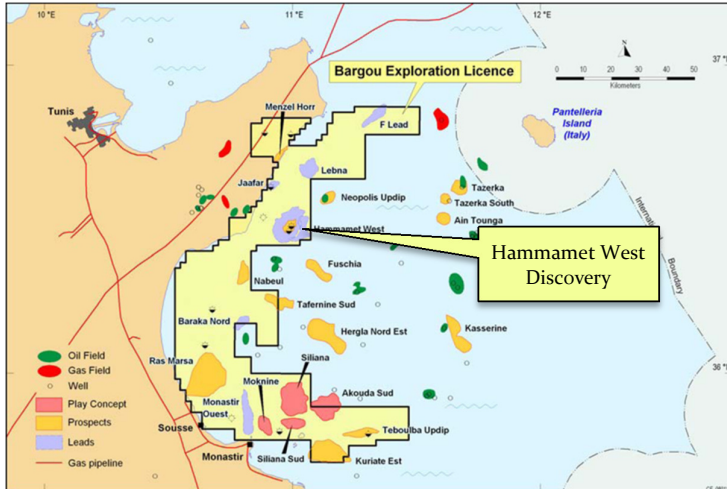 10 °E
11 °E
12 °E
37 °N
Bargou Exploration Licence
0 10 20 30 40 50
Kilometers
Menzel Horr
Tunis
F Lead
Pantelleria
Island
(Italy)
Lebna
Jaafar
Neopolis Updip
Tazerka
Tazerka South
Ain Tounga
Hammamet West
Hammamet West
Discovery
International
Boundary
Fuschia
Nabeul
Tafernine Sud
Baraka Nord
Hergla Nord Est
Kasserine
Oil Field
Gas Field
Well
Play Concept
Prospects
Leads
Gas pipeline
Ras Marsa
Siliana
36 °N
Moknine
Monastir
Ouest
Akouda Sud
Sousse
Teboulba Updip
Siliana Sud
Monastir
Kuriate Est